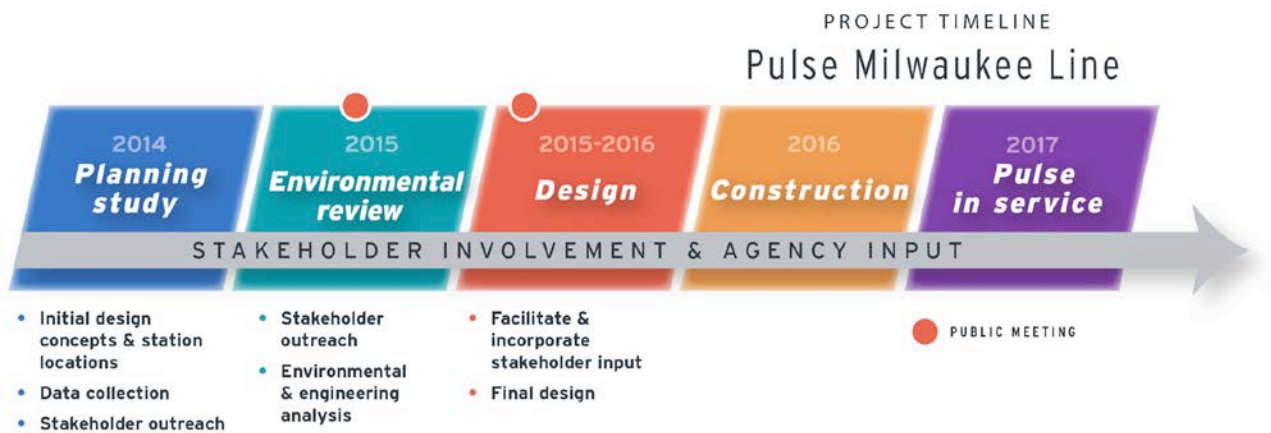 PROJECT TIMELINE
Pulse Milwaukee Line
2014
Planning
study
2015
Environmental
review
2015-2016
Design
2016
Construction
2017
Pulse
in service
STAKEHOLDER INVOLVEMENT & AGENCY INPUT
• Initial design
concepts & station
locations
• Data collection
• Stakeholder outreach
• Stakeholder
outreach
• Environmental
& engineering
analysis
• Facilitate &
incorporate
stakeholder input
• Final design
PUBLIC MEETING